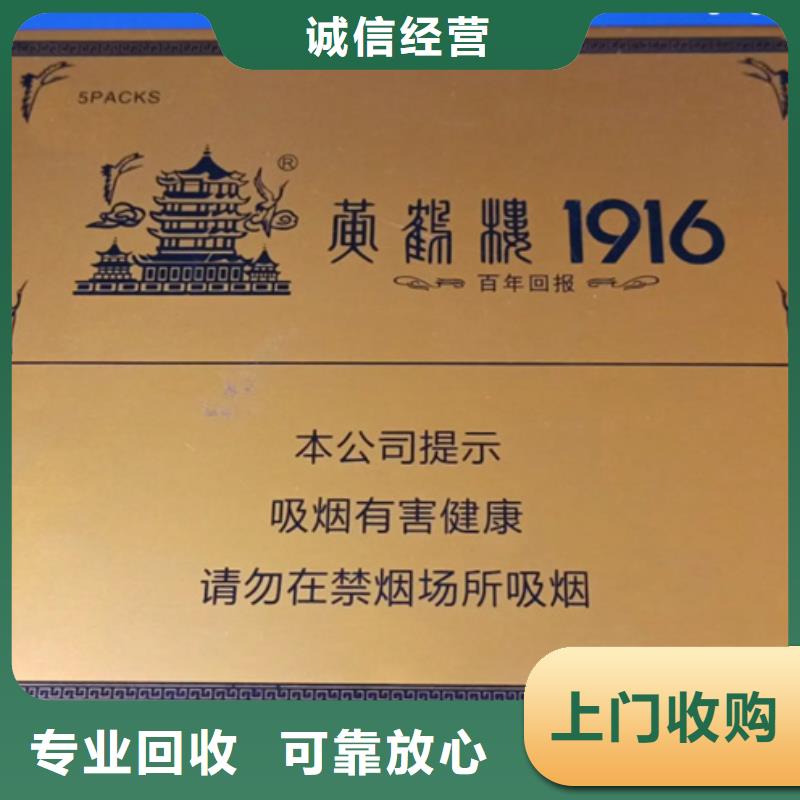 诚信经营
5PACKS
®
黄鹤楼 1916
百年回报
本公司提示
吸烟有害健康
请勿在禁烟场所吸烟
上门收购
专业回收 可靠放心